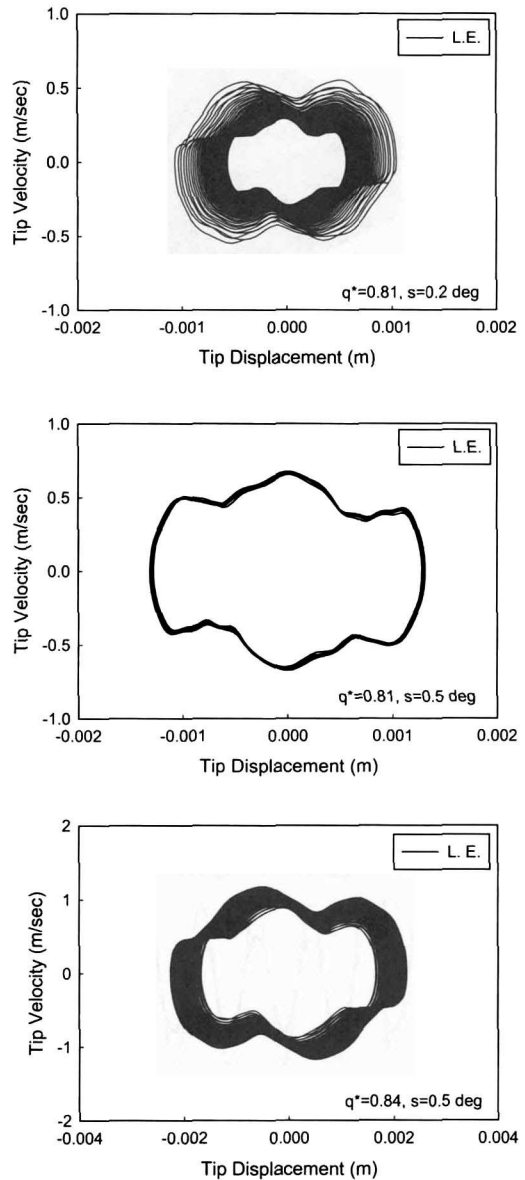 1.0
L.E.
0.5
Tip Velocity (m/sec)
0.0
-0.5
q*=0.81, s=0.2 deg
-1.0
-0.002
-0.001
0.000
0.001
0.002
Tip Displacement (m)
1.0
L.E.
0.5
Tip Velocity (m/sec)
0.0
-0.5
q*=0.81, s=0.5 deg
-1.0
-0.002
-0.001
0.000
0.001
0.002
Tip Displacement (m)
2
L. E.
1
Tip Velocity (m/sec)
0
-1
q*=0.84, s=0.5 deg
-2
-0.004
-0.002
0.000
0.002
0.004
Tip Displacement (m)